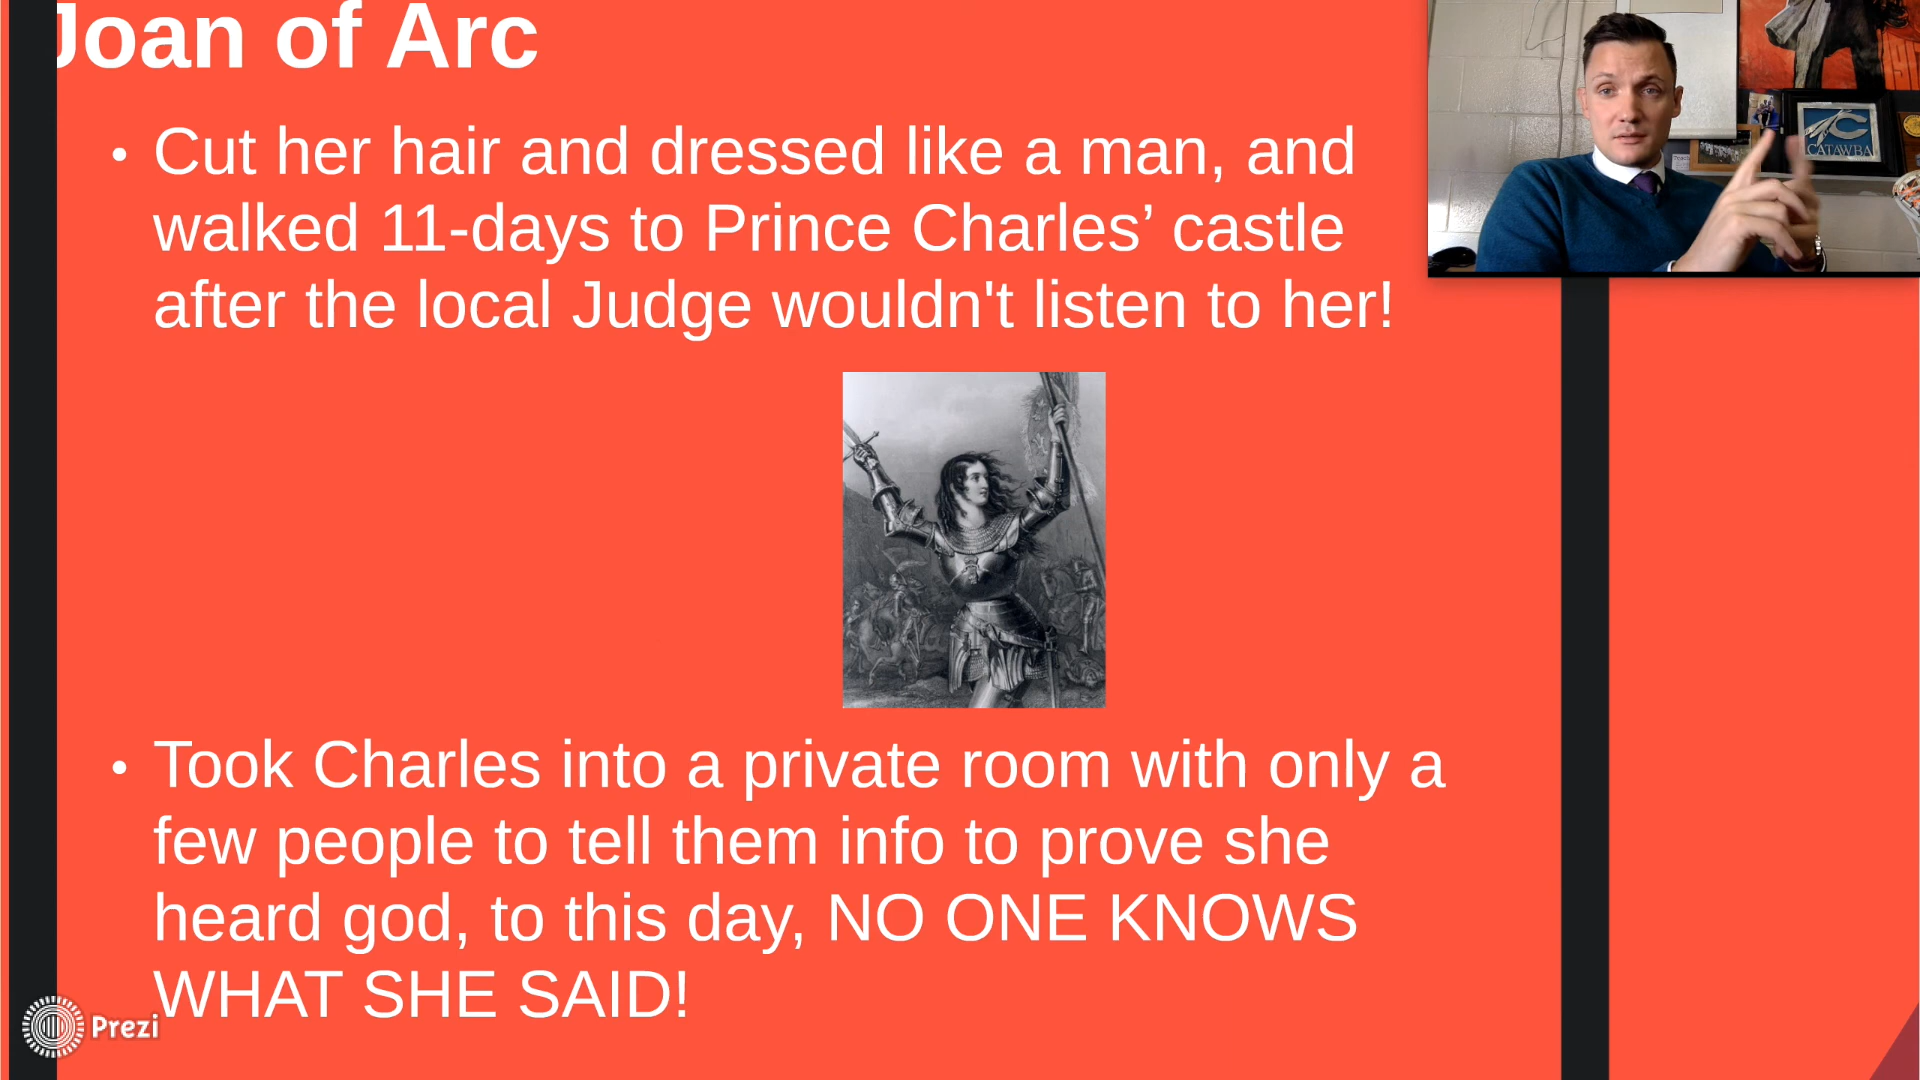 Joan of Arc
• Cut her hair and dressed like a man, and
walked 11-days to Prince Charles’ castle
after the local Judge wouldn't listen to her!
CATAWBA
• Took Charles into a private room with only a
few people to tell them info to prove she
heard god, to this day, NO ONE KNOWS
WHAT SHE SAID!
Prezi